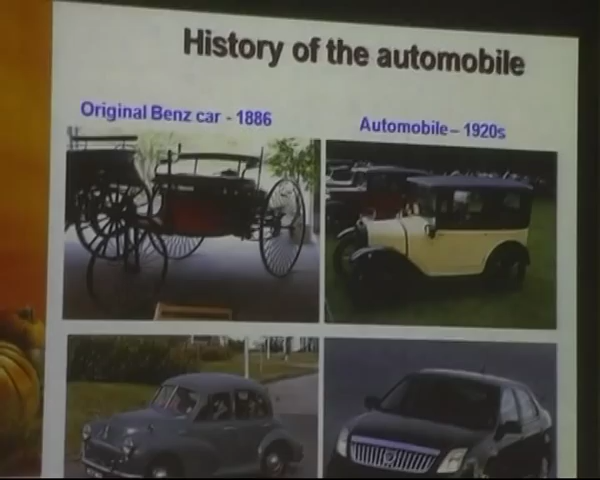 History of the automobile
Original Benz car - 1886
Automobile – 1920s